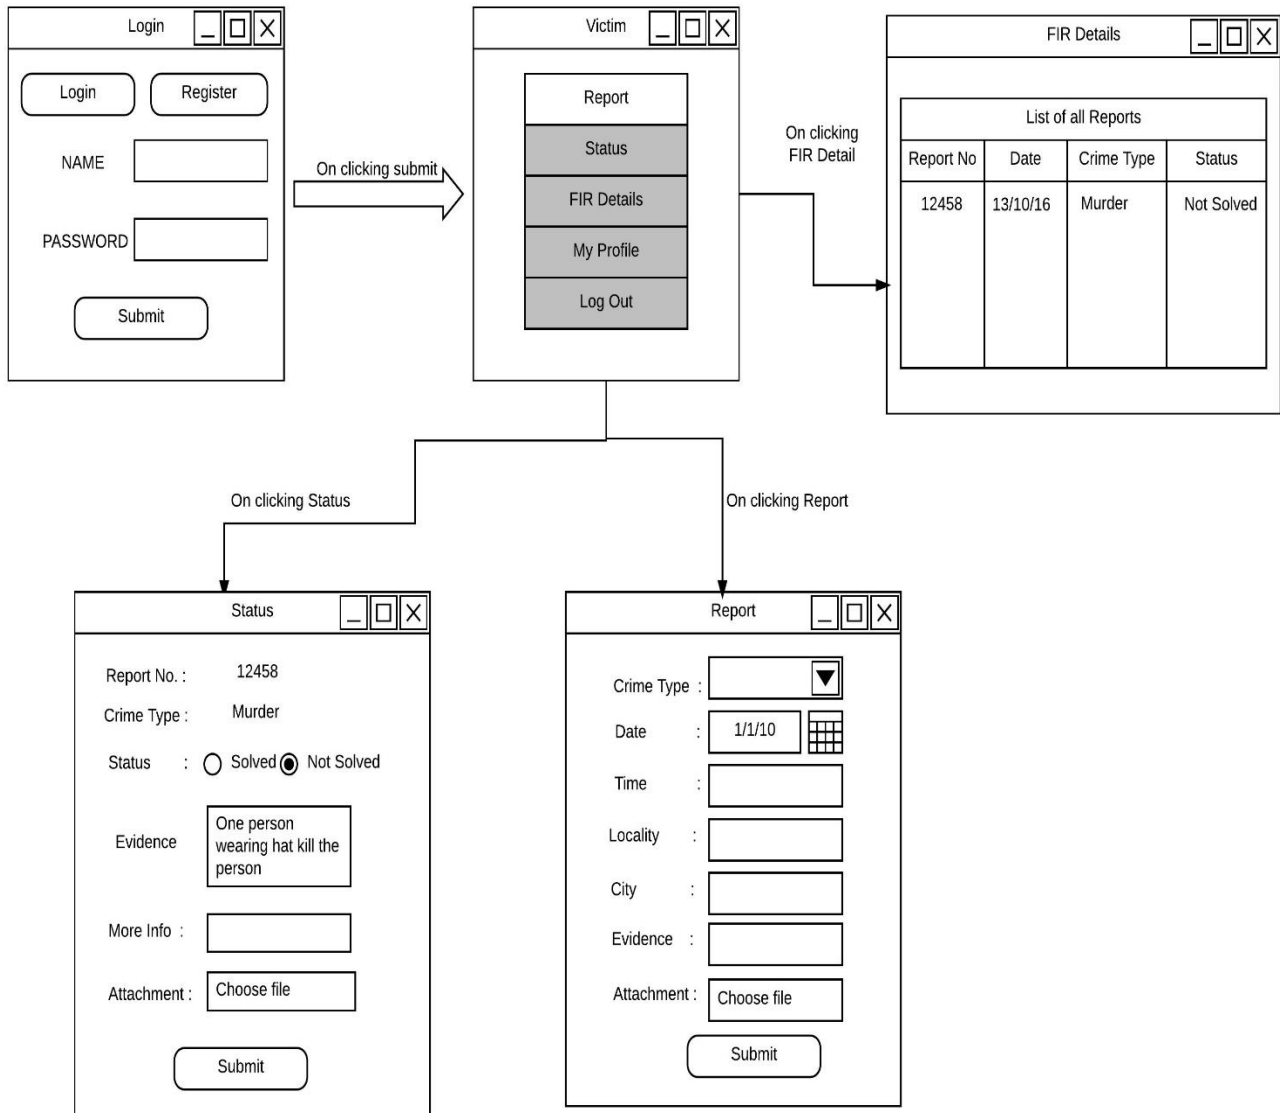 Login
Login Register
NAME
PASSWORD
Submit
On clicking submit
Victim
Report
Status
FIR Details
My Profile
Log Out
On clicking
FIR Detail
FIR Details
List of all Reports
Report No Date Crime Type Status
12458 13/10/16 Murder Not Solved
On clicking Status
On clicking Report
Status
Report No. : 12458
Crime Type : Murder
Status : Solved Not Solved
Evidence
One person
wearing hat kill the
person
More Info :
Attachment : Choose file
Submit
Report
Crime Type :
Date : 1/1/10
Time :
Locality :
City :
Evidence :
Attachment : Choose file
Submit